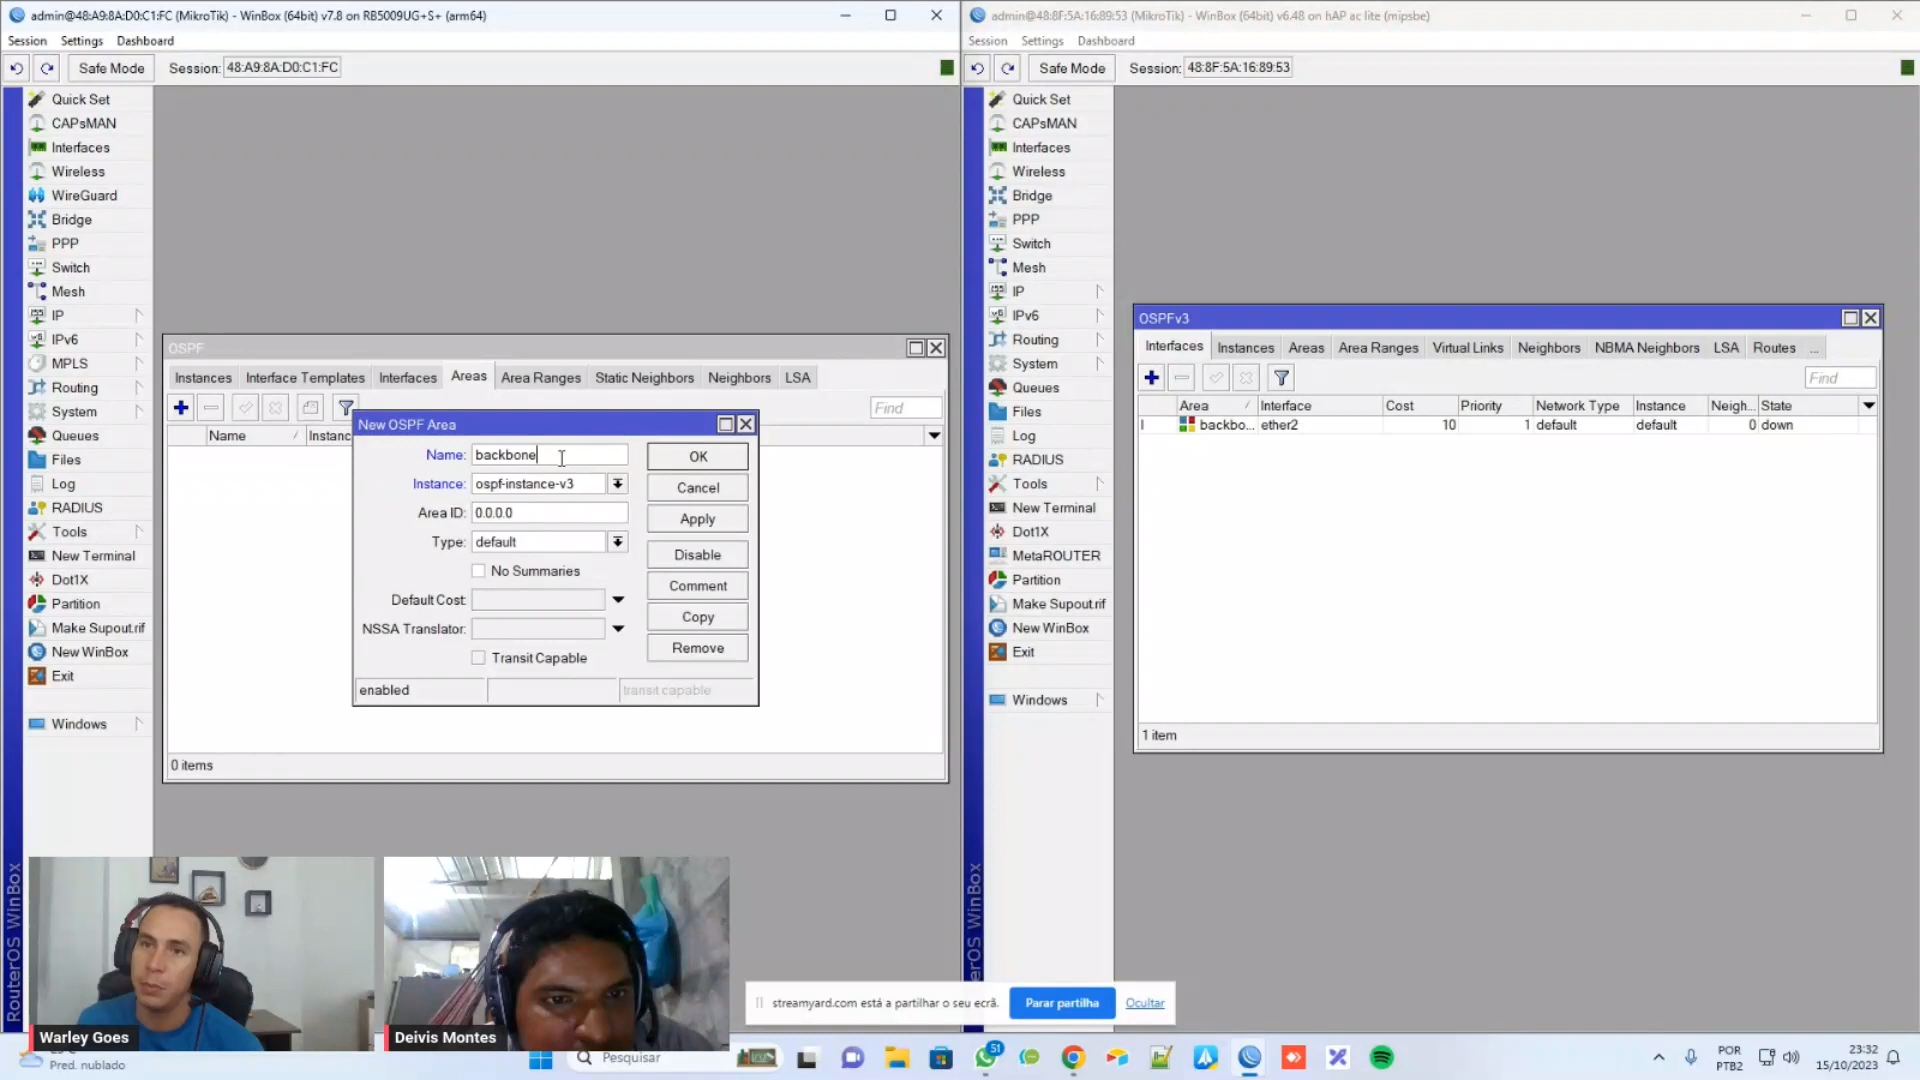 admin@48:A9:8A:D0:C1:FC (MikroTik) - WinBox (64bit) v7.8 on RB5009UG+S+ (arm64)
Session Settings Dashboard
Safe Mode Session: 48:A9:8A:D0:C1:FC
Quick Set
CAPsMAN
Interfaces
Wireless
WireGuard
Bridge
PPP
Switch
Mesh
IP
IPv6
MPLS
Routing
System
Queues
Files
Log
RADIUS
Tools
New Terminal
Dot1X
Partition
Make Supout.rif
New WinBox
Exit
Windows
RouterOS WinBox
OSPF
Instances Interface Templates Interfaces Areas Area Ranges Static Neighbors Neighbors LSA
Find
Name Instanc
0 items
New OSPF Area
Name: backbone
Instance: ospf-instance-v3
Area ID: 0.0.0.0
Type: default
No Summaries
Default Cost:
NSSA Translator:
Transit Capable
OK
Cancel
Apply
Disable
Comment
Copy
Remove
enabled
transit capable
admin@48:8F:5A:16:89:53 (MikroTik) - WinBox (64bit) v6.48 on hAP ac lite (mipsbe)
Session Settings Dashboard
Safe Mode Session: 48:8F:5A:16:89:53
Quick Set
CAPsMAN
Interfaces
Wireless
Bridge
PPP
Switch
Mesh
IP
IPv6
Routing
System
Queues
Files
Log
RADIUS
Tools
New Terminal
Dot1X
MetaROUTER
Partition
Make Supout.rif
New WinBox
Exit
Windows
erOS WinBox
OSPFv3
Interfaces Instances Areas Area Ranges Virtual Links Neighbors NBMA Neighbors LSA Routes ...
Find
Area Interface Cost Priority Network Type Instance Neigh... State
I backbo... ether2 10 1 default default 0 down
1 item
Warley Goes
Deivis Montes
streamyard.com está a partilhar o seu ecrã. Parar partilha Ocultar
Pred. nublado
Pesquisar
51
POR
PTB2
23:32
15/10/2023